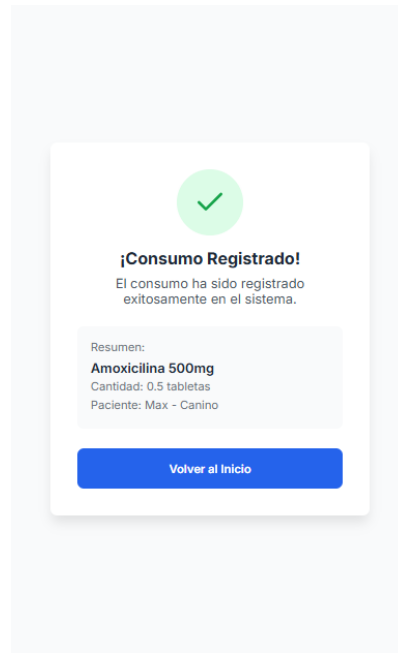 ¡Consumo Registrado!
El consumo ha sido registrado
exitosamente en el sistema.
Resumen:
Amoxicilina 500mg
Cantidad: 0.5 tabletas
Paciente: Max - Canino
Volver al Inicio